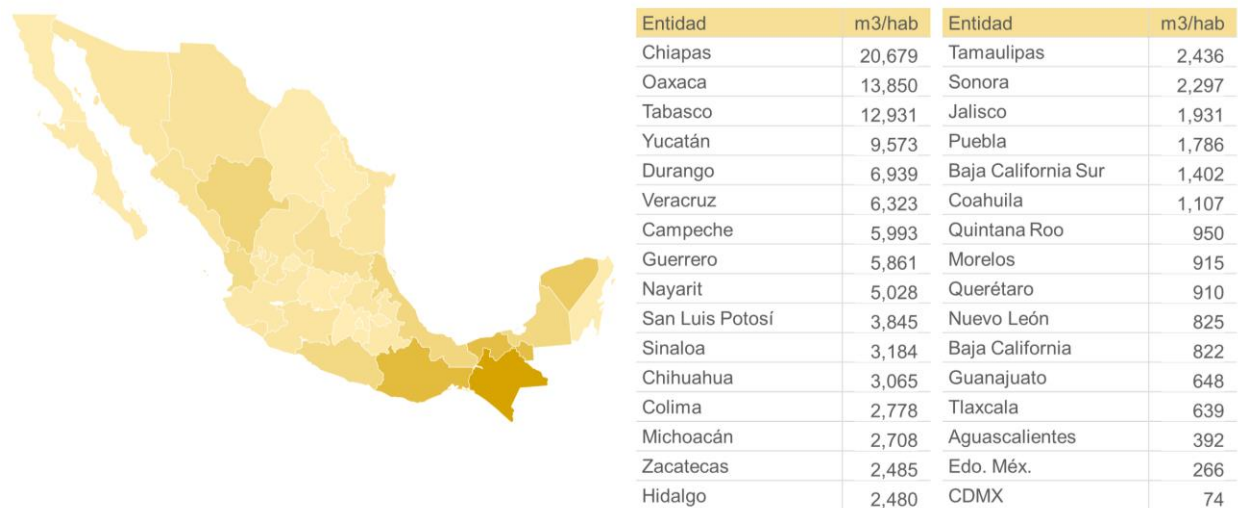 Entidad m3/hab Entidad m3/hab
Chiapas 20,679 Tamaulipas 2,436
Oaxaca 13,850 Sonora 2,297
Tabasco 12,931 Jalisco 1,931
Yucatán 9,573 Puebla 1,786
Durango 6,939 Baja California Sur 1,402
Veracruz 6,323 Coahuila 1,107
Campeche 5,993 Quintana Roo 950
Guerrero 5,861 Morelos 915
Nayarit 5,028 Querétaro 910
San Luis Potosí 3,845 Nuevo León 825
Sinaloa 3,184 Baja California 822
Chihuahua 3,065 Guanajuato 648
Colima 2,778 Tlaxcala 639
Michoacán 2,708 Aguascalientes 392
Zacatecas 2,485 Edo. Méx. 266
Hidalgo 2,480 CDMX 74